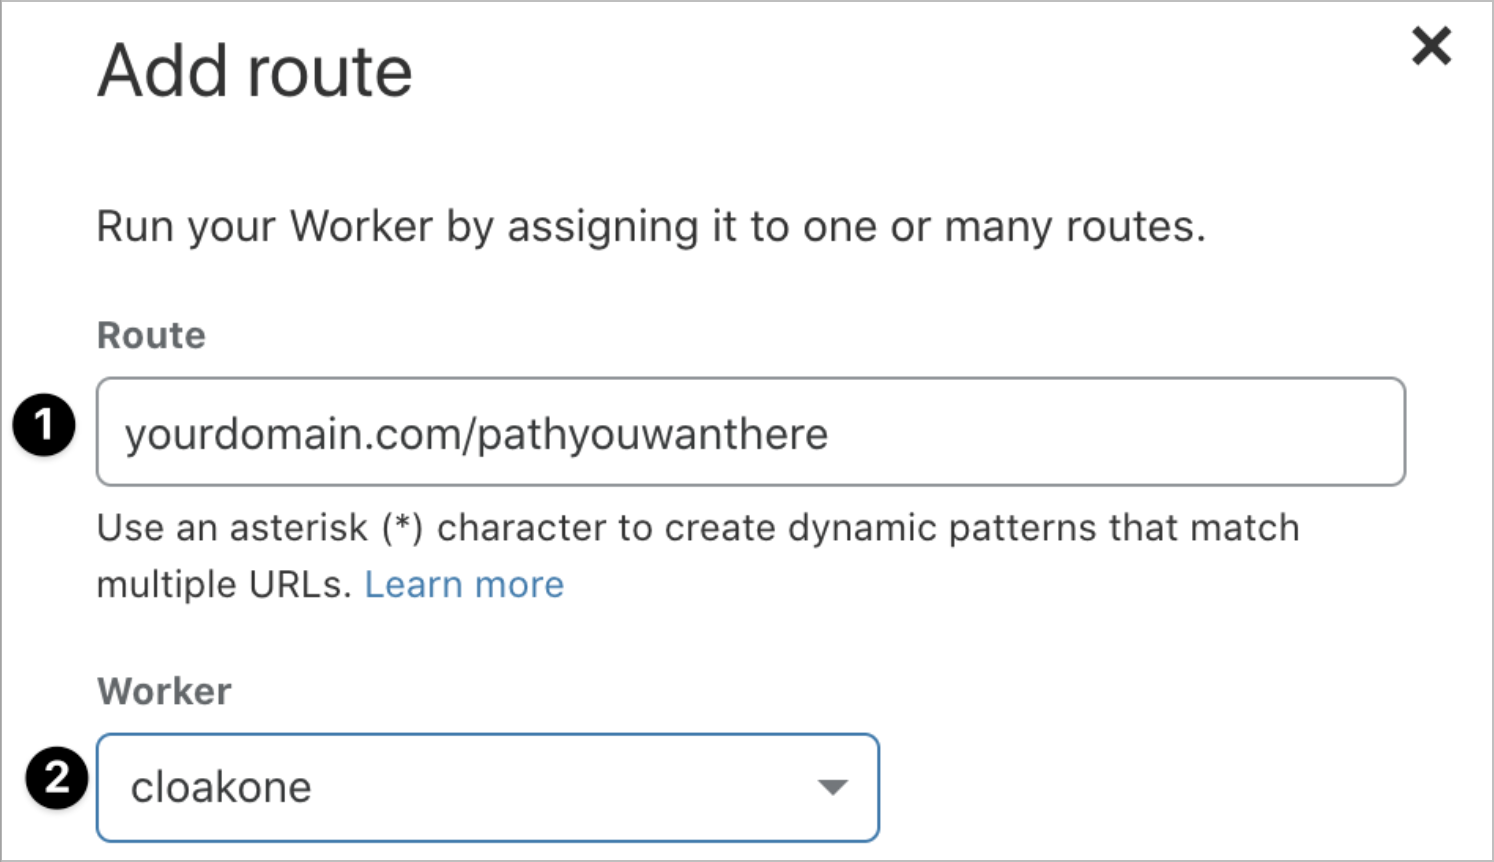 Add route
Run your Worker by assigning it to one or many routes.
Route
1
yourdomain.com/pathyouwanthere
Use an asterisk (*) character to create dynamic patterns that match
multiple URLs. Learn more
Worker
2
cloakone